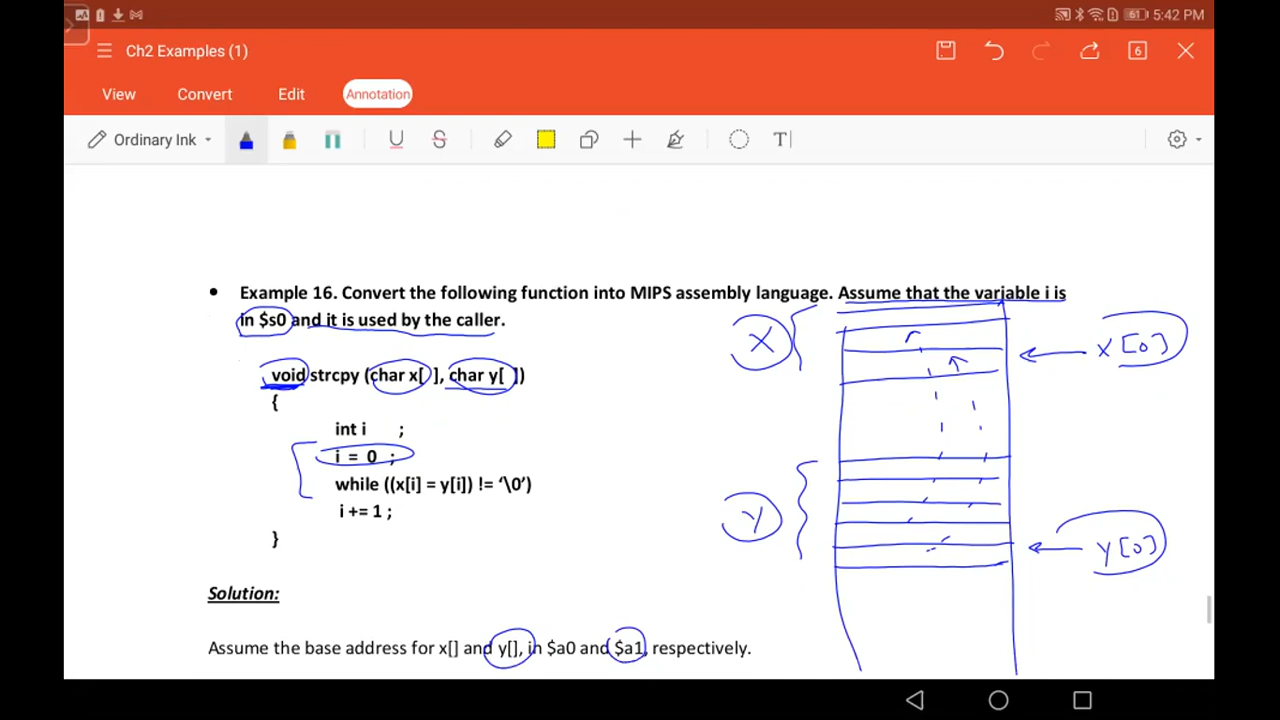 61 5:42 PM
Ch2 Examples (1)
6
View Convert Edit Annotation
Ordinary Ink U S T
• Example 16. Convert the following function into MIPS assembly language. Assume that the variable i is
in $s0 and it is used by the caller.
void strcpy (char x[ ], char y[ ])
{
int i ;
i = 0 ;
while ((x[i] = y[i]) != ‘\0’)
i += 1 ;
}
X
x[0]
y
y[0]
Solution:
Assume the base address for x[] and y[], in $a0 and $a1, respectively.